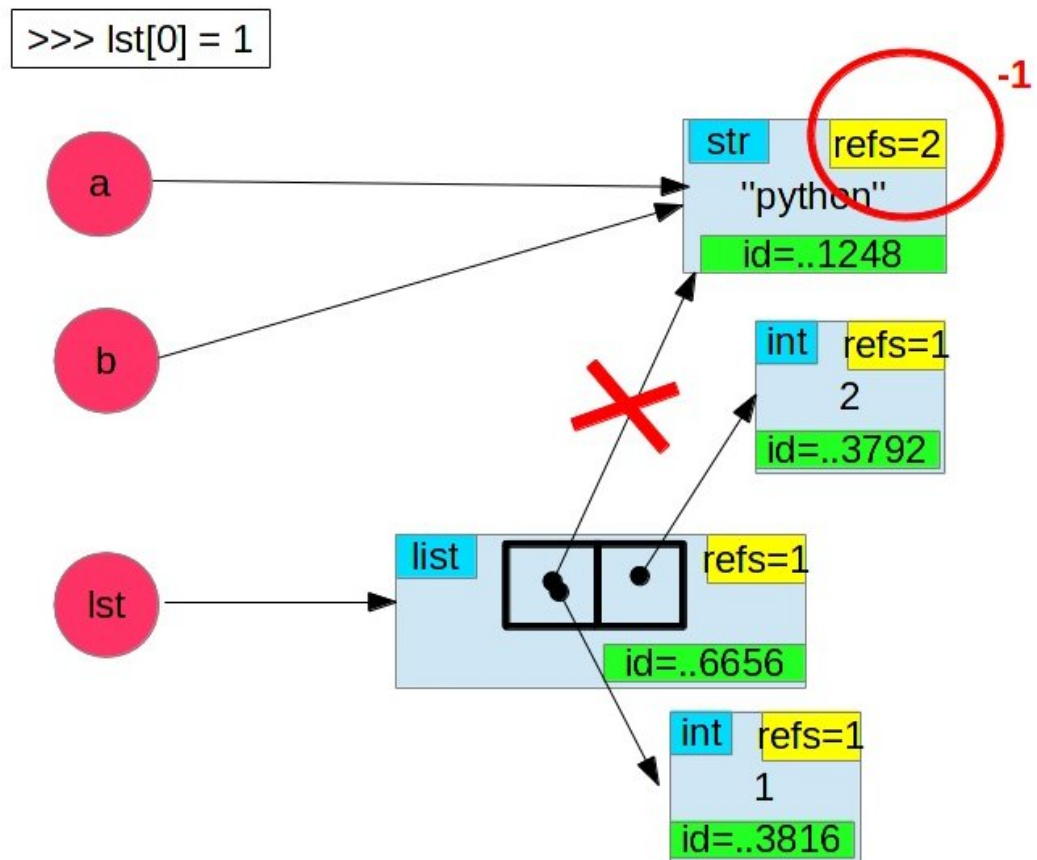 >>> lst[0] = 1
-1
str refs=2
a
"python"
id=..1248
int refs=1
b
2
id=..3792
list refs=1
lst
id=..6656
int refs=1
1
id=..3816